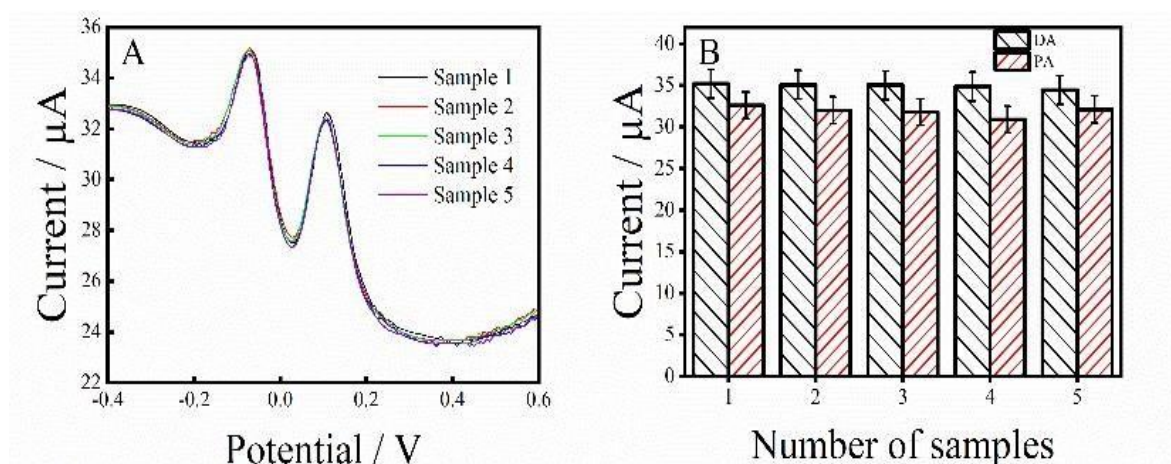 A
Current / μA
36
34
32
30
28
26
24
22
-0.4
-0.2
0.0
0.2
0.4
0.6
Potential / V
Sample 1
Sample 2
Sample 3
Sample 4
Sample 5
B
Current / μA
40
35
30
25
20
15
10
5
0
1
2
3
4
5
Number of samples
DA
PA